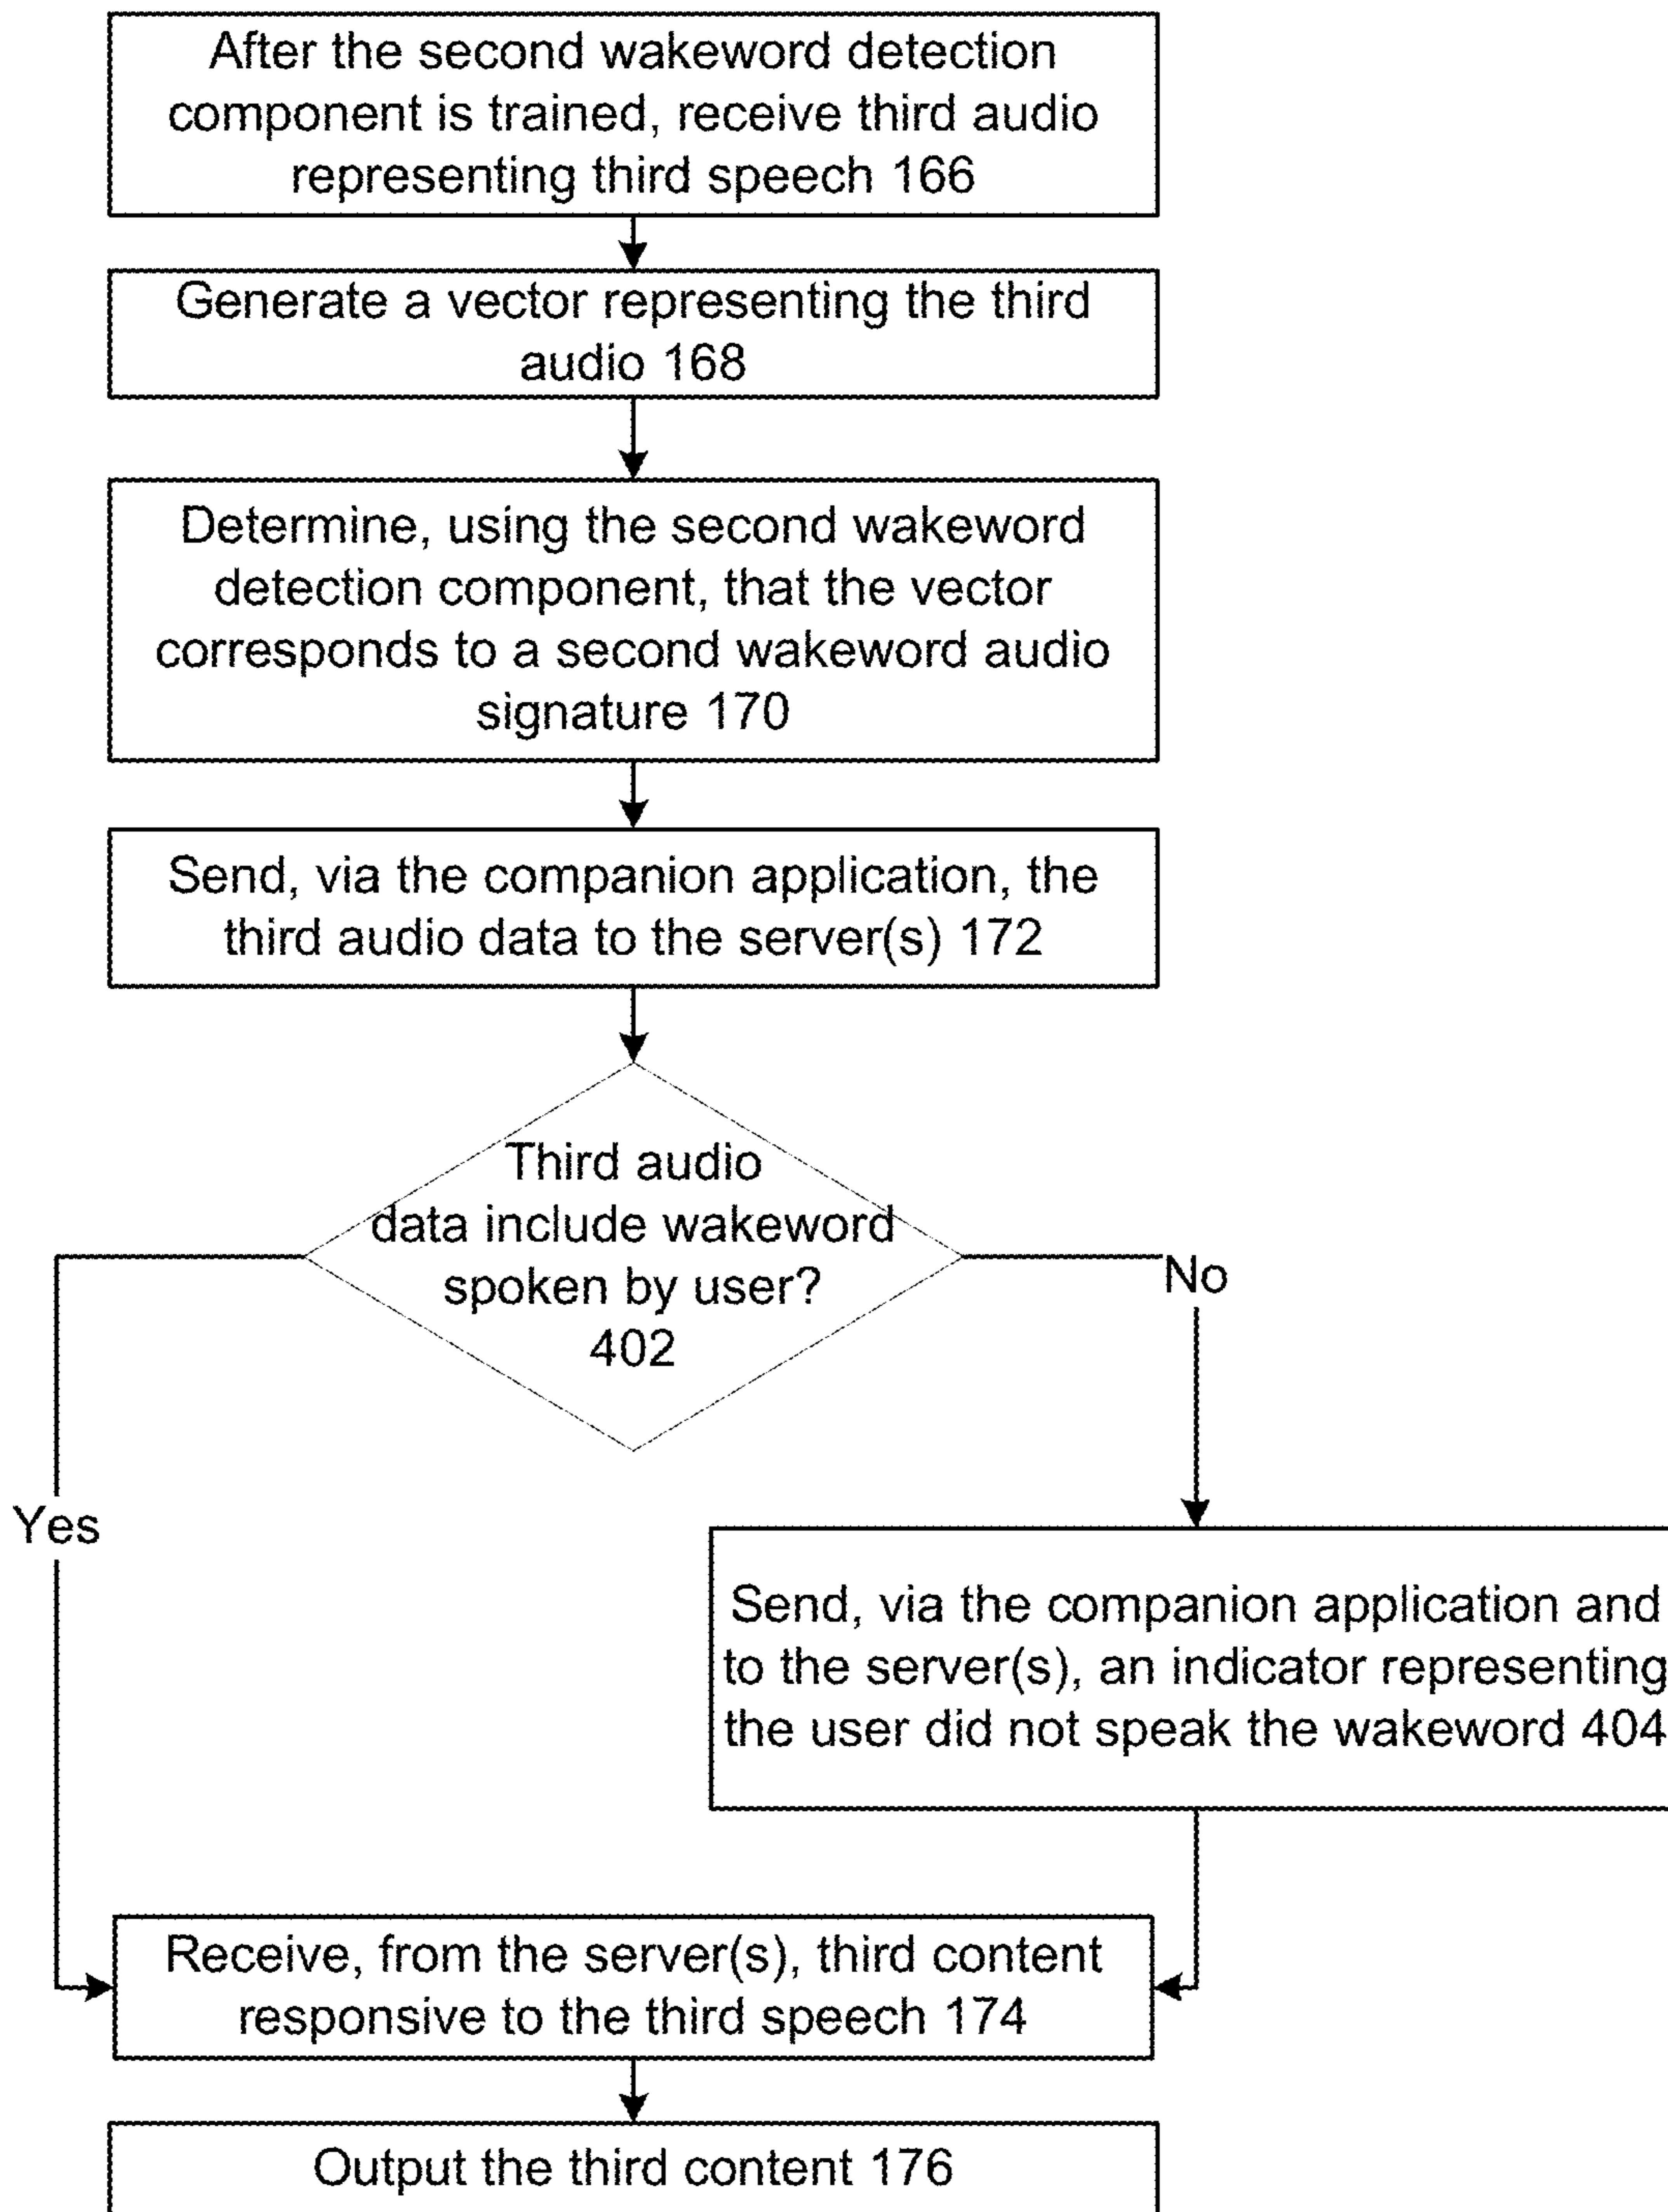 After the second wakeword detection
component is trained, receive third audio
representing third speech 166
Generate a vector representing the third
audio 168
Determine, using the second wakeword
detection component, that the vector
corresponds to a second wakeword audio
signature 170
Send, via the companion application, the
third audio data to the server(s) 172
Third audio
data include wakeword
spoken by user?
402
No
Yes
Send, via the companion application and
to the server(s), an indicator representing
the user did not speak the wakeword 404
Receive, from the server(s), third content
responsive to the third speech 174
Output the third content 176